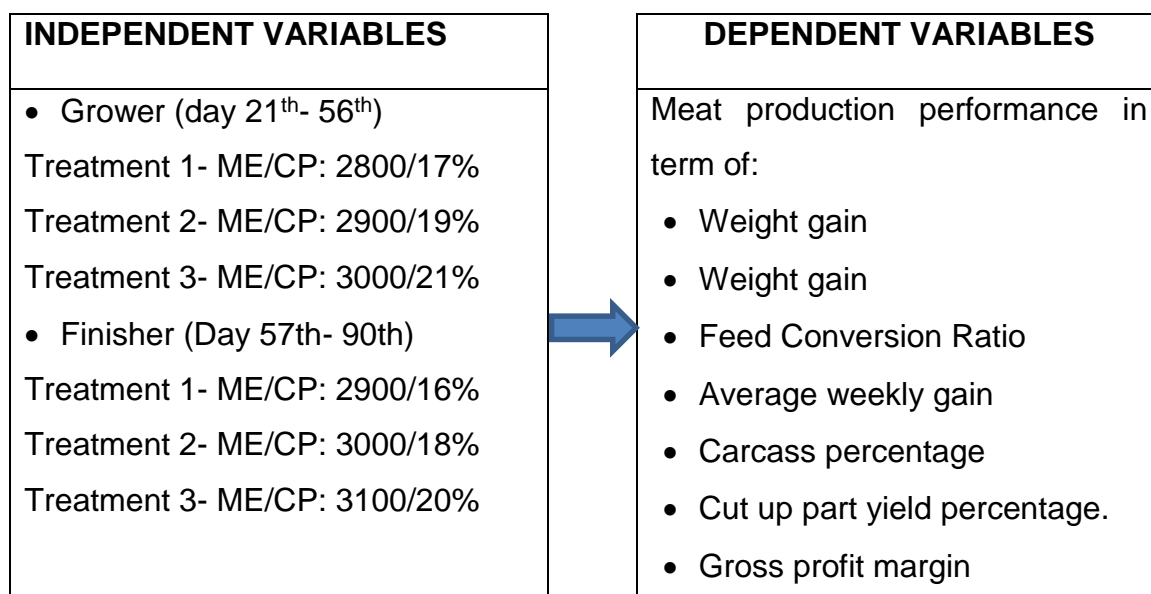 INDEPENDENT VARIABLES
• Grower (day 21th- 56th)
Treatment 1- ME/CP: 2800/17%
Treatment 2- ME/CP: 2900/19%
Treatment 3- ME/CP: 3000/21%
• Finisher (Day 57th- 90th)
Treatment 1- ME/CP: 2900/16%
Treatment 2- ME/CP: 3000/18%
Treatment 3- ME/CP: 3100/20%
DEPENDENT VARIABLES
Meat production performance in
term of:
• Weight gain
• Weight gain
• Feed Conversion Ratio
• Average weekly gain
• Carcass percentage
• Cut up part yield percentage.
• Gross profit margin